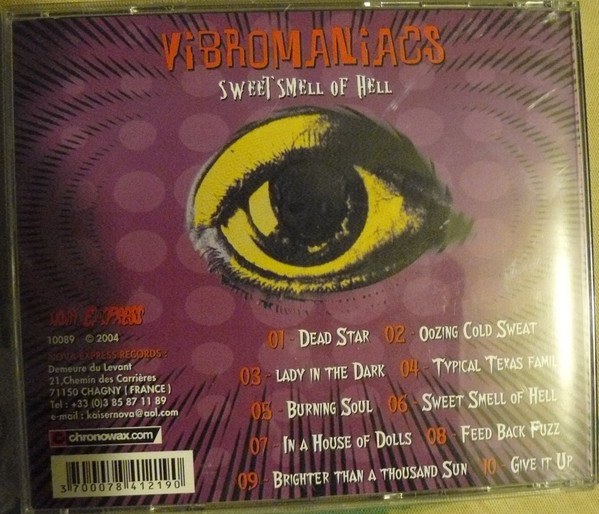 ViBROMANiACS
SWEET SMELL OF HELL
NOVA EXPRESS
10089 © 2004
NOVA EXPRESS RECORDS :
Demeure du Levant
21,Chemin des Carrières
71150 CHAGNY ( FRANCE )
Tel : +33 (0)3 85 87 11 89
e-mail : kaisernova@aol.com
chronowax.com
3 700078 412190
01 - DEAD STAR 02 - OOZING COLD SWEAT
03 - LADY IN THE DARK 04 - TYPICAL TEXAS FAMIL
05 - BURNING SOUL 06 - SWEET SMELL OF HELL
07 - IN A HOUSE OF DOLLS 08 - FEED BACK FUZZ
09 - BRIGHTER THAN A THOUSAND SUN 10 - GIVE IT UP